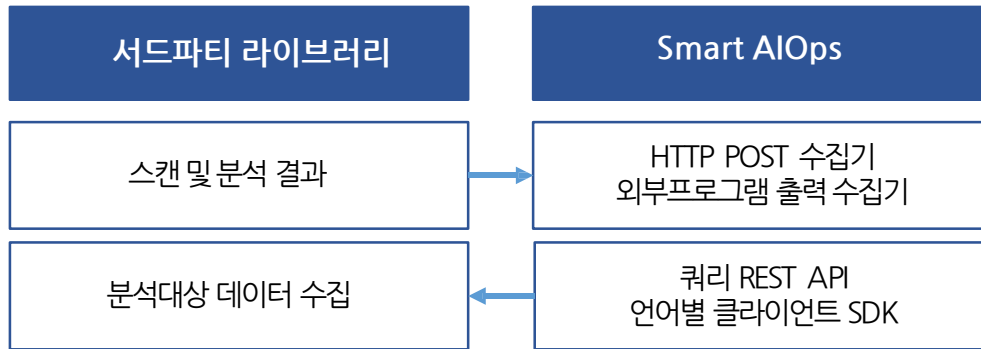 서드파티 라이브러리
Smart AIOps
스캔 및 분석 결과
HTTP POST 수집기
외부프로그램 출력 수집기
분석대상 데이터 수집
쿼리 REST API
언어별 클라이언트 SDK